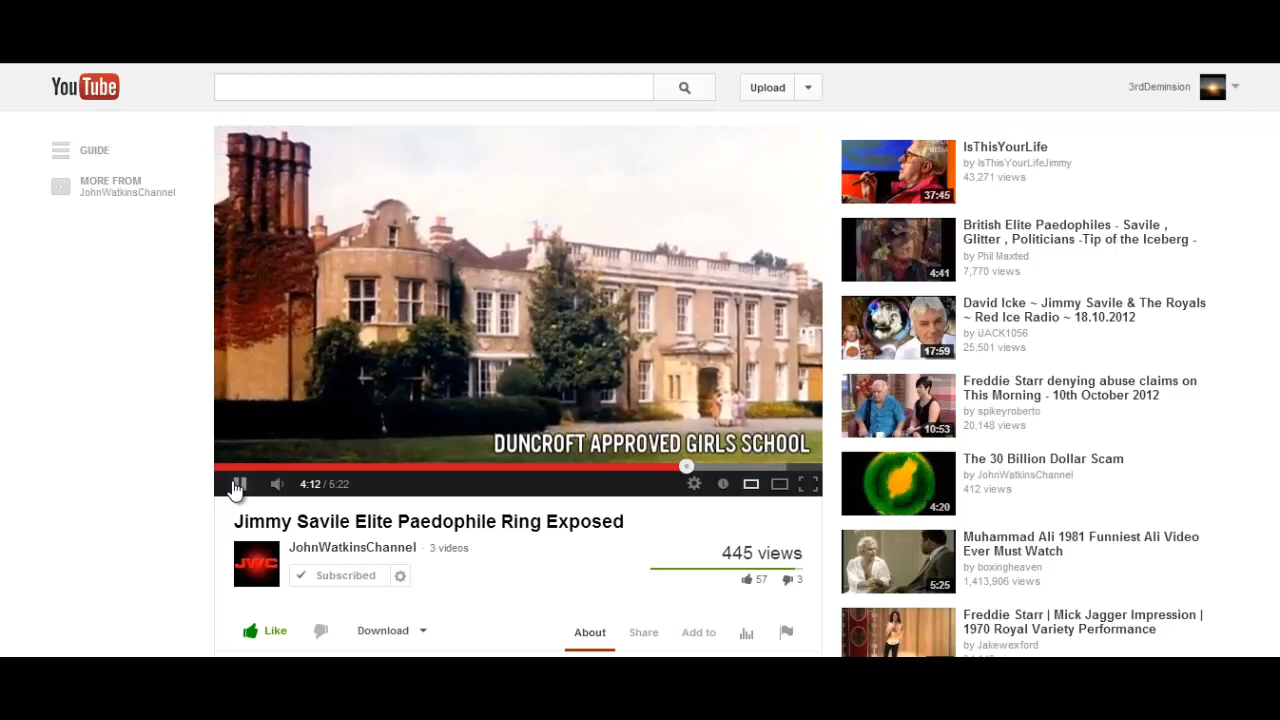 YouTube
Upload
3rdDeminsion
GUIDE
MORE FROM
JohnWatkinsChannel
DUNCROFT APPROVED GIRLS SCHOOL
4:12 / 5:22
Jimmy Savile Elite Paedophile Ring Exposed
JWC
JohnWatkinsChannel · 3 videos
Subscribed
445 views
57 3
Like
Download
About
Share
Add to
37:45
IsThisYourLife
by IsThisYourLifeJimmy
43,271 views
4:41
British Elite Paedophiles - Savile ,
Glitter , Politicians -Tip of the Iceberg -
by Phil Maxted
7,770 views
17:59
David Icke ~ Jimmy Savile & The Royals
~ Red Ice Radio ~ 18.10.2012
by iJACK1056
25,501 views
10:53
Freddie Starr denying abuse claims on
This Morning - 10th October 2012
by spikeyroberto
20,148 views
4:20
The 30 Billion Dollar Scam
by JohnWatkinsChannel
412 views
5:25
Muhammad Ali 1981 Funniest Ali Video
Ever Must Watch
by boxingheaven
1,413,906 views
Freddie Starr | Mick Jagger Impression |
1970 Royal Variety Performance
by Jakewexford